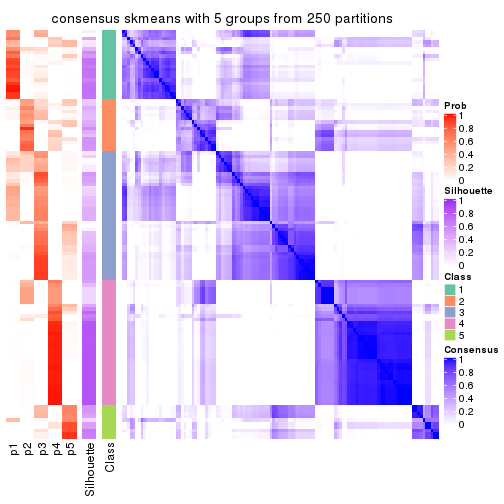 consensus skmeans with 5 groups from 250 partitions
Prob
1
0.8
0.6
0.4
0.2
0
Silhouette
1
0.8
0.6
0.4
0.2
0
Class
1
2
3
4
5
Consensus
1
0.8
0.6
0.4
0.2
0
p1
p2
p3
p4
p5
Silhouette
Class